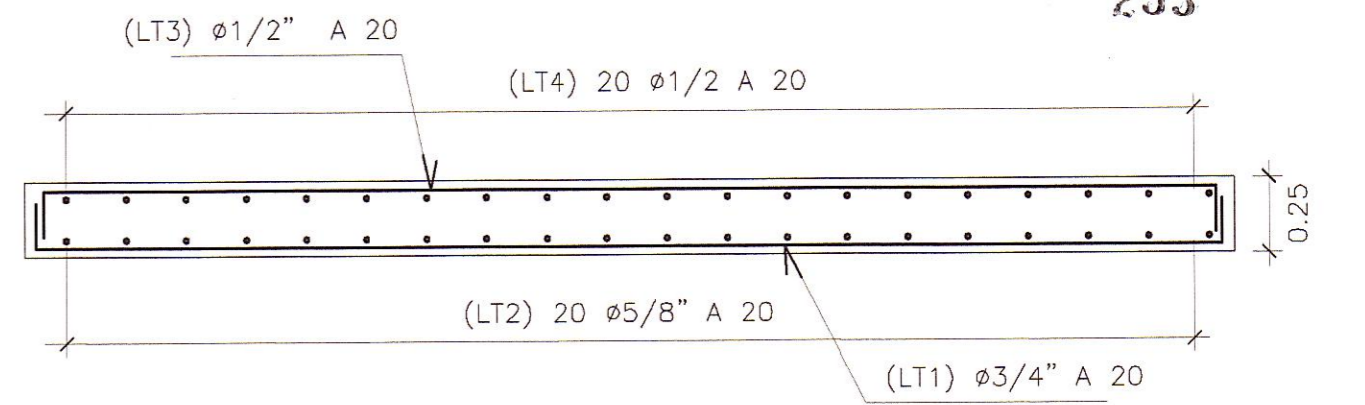 (LT3) ø1/2” A 20
(LT4) 20 ø1/2 A 20
0.25
(LT2) 20 ø5/8” A 20
(LT1) ø3/4” A 20